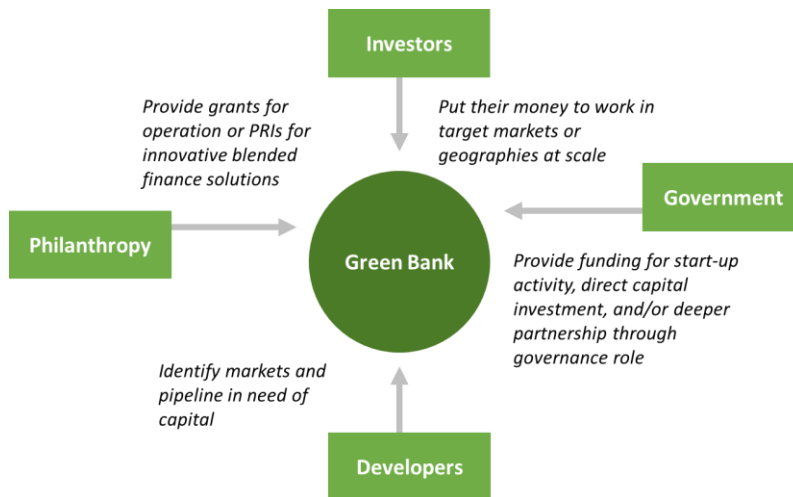 Investors
Provide grants for
operation or PRIs for
innovative blended
finance solutions
Put their money to work in
target markets or
geographies at scale
Philanthropy
Green Bank
Government
Provide funding for start-up
activity, direct capital
investment, and/or deeper
partnership through
governance role
Identify markets and
pipeline in need of
capital
Developers